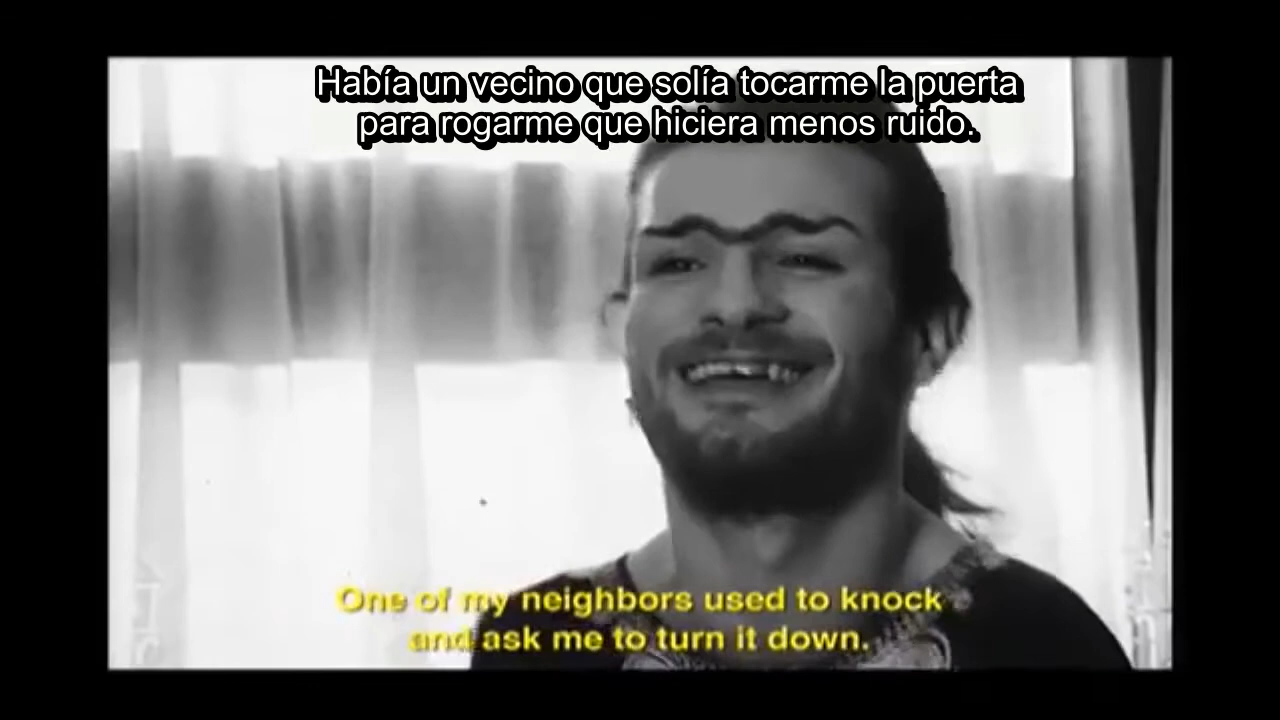 Había un vecino que solía tocarme la puerta
para rogarme que hiciera menos ruido.
One of my neighbors used to knock
and ask me to turn it down.